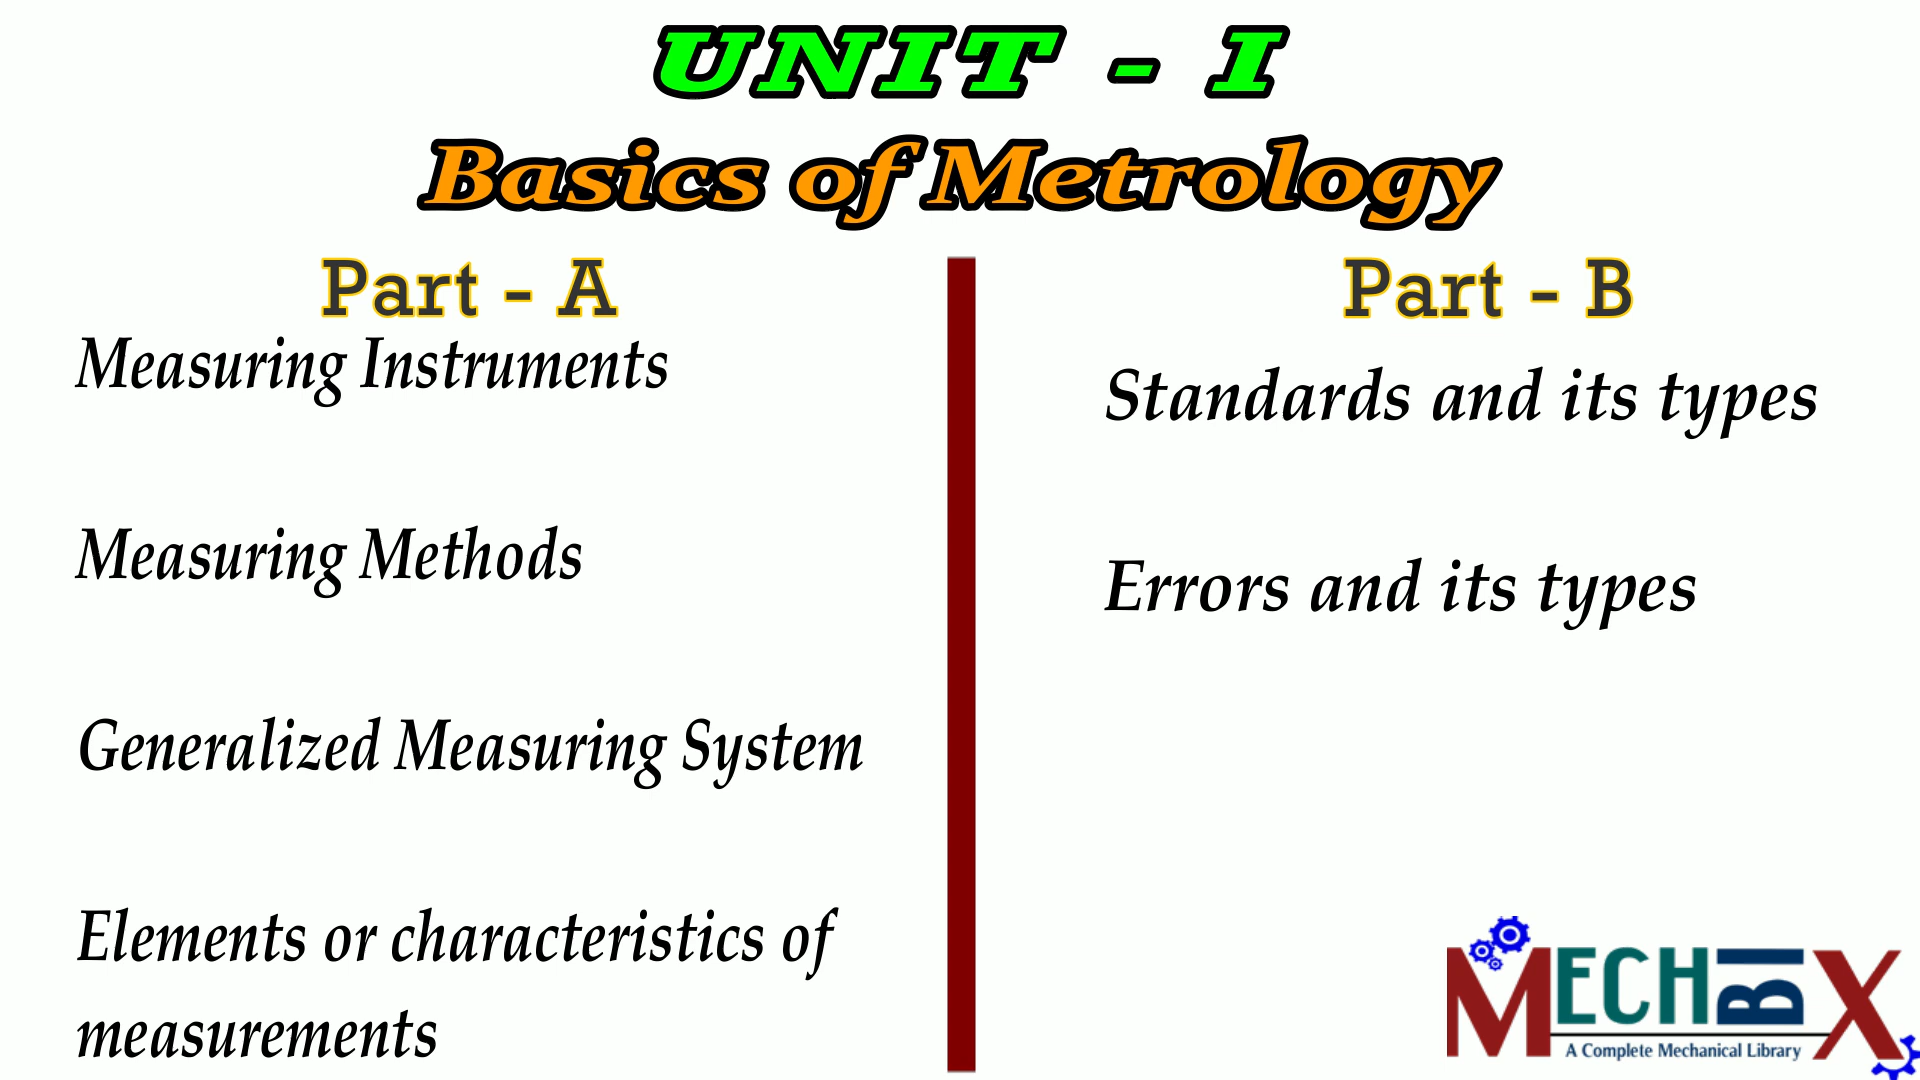 UNIT - I
Basics of Metrology
Part - A
Measuring Instruments
Measuring Methods
Generalized Measuring System
Elements or characteristics of
measurements
Part - B
Standards and its types
Errors and its types
MECHBIX
A Complete Mechanical Library